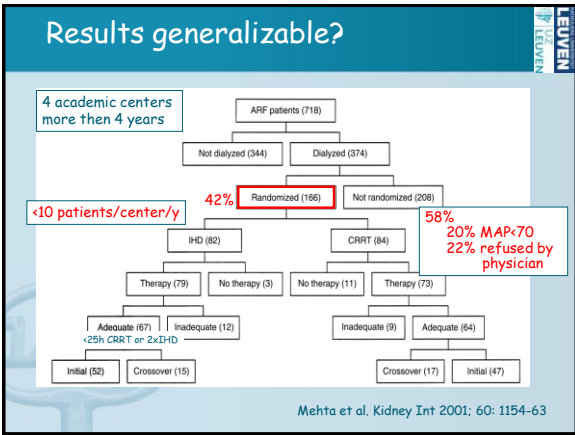 Results generalizable?
UZ
LEUVEN
LEUVEN
4 academic centers
more then 4 years
ARF patients (718)
Not dialyzed (344)
Dialyzed (374)
42%
Randomized (166)
Not randomized (208)
<10 patients/center/y
58%
20% MAP<70
22% refused by
physician
IHD (82)
CRRT (84)
Therapy (79)
No therapy (3)
No therapy (11)
Therapy (73)
Adequate (67)
Inadequate (12)
Inadequate (9)
Adequate (64)
<25h CRRT or 2xIHD
Initial (52)
Crossover (15)
Crossover (17)
Initial (47)
Mehta et al. Kidney Int 2001; 60: 1154-63